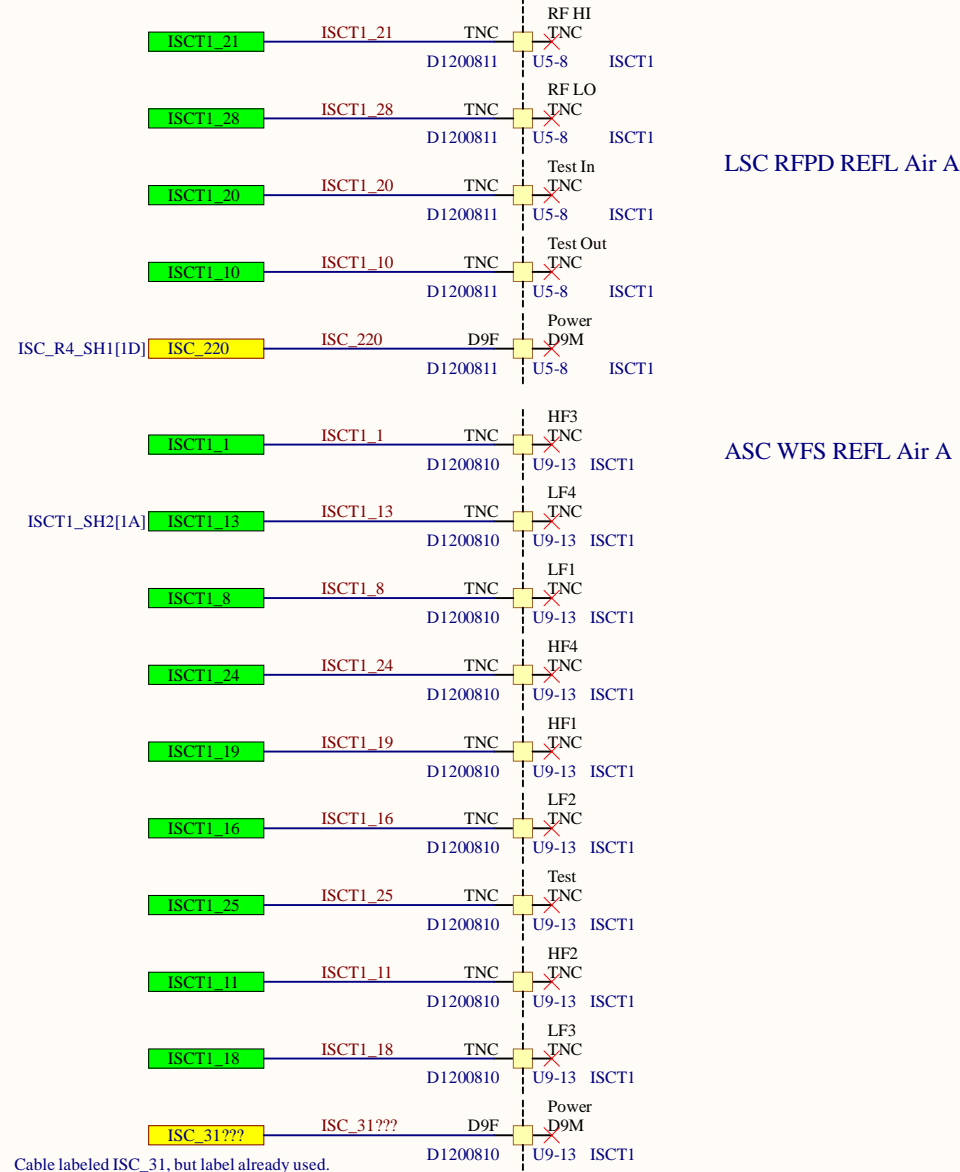 RF HI
ISCT1_21 ISCT1_21 TNC TNC
D1200811 U5-8 ISCT1
RF LO
ISCT1_28 ISCT1_28 TNC TNC
D1200811 U5-8 ISCT1
LSC RFPD REFL Air A
Test In
ISCT1_20 ISCT1_20 TNC TNC
D1200811 U5-8 ISCT1
Test Out
ISCT1_10 ISCT1_10 TNC TNC
D1200811 U5-8 ISCT1
Power
ISC_R4_SH1[1D] ISC_220 ISC_220 D9F D9M
D1200811 U5-8 ISCT1
HF3
ISCT1_1 ISCT1_1 TNC TNC
ASC WFS REFL Air A
D1200810 U9-13 ISCT1
LF4
ISCT1_SH2[1A] ISCT1_13 ISCT1_13 TNC TNC
D1200810 U9-13 ISCT1
LF1
ISCT1_8 ISCT1_8 TNC TNC
D1200810 U9-13 ISCT1
HF4
ISCT1_24 ISCT1_24 TNC TNC
D1200810 U9-13 ISCT1
HF1
ISCT1_19 ISCT1_19 TNC TNC
D1200810 U9-13 ISCT1
LF2
ISCT1_16 ISCT1_16 TNC TNC
D1200810 U9-13 ISCT1
Test
ISCT1_25 ISCT1_25 TNC TNC
D1200810 U9-13 ISCT1
HF2
ISCT1_11 ISCT1_11 TNC TNC
D1200810 U9-13 ISCT1
LF3
ISCT1_18 ISCT1_18 TNC TNC
D1200810 U9-13 ISCT1
Power
ISC_31??? ISC_31??? D9F D9M
D1200810 U9-13 ISCT1
Cable labeled ISC_31, but label already used.